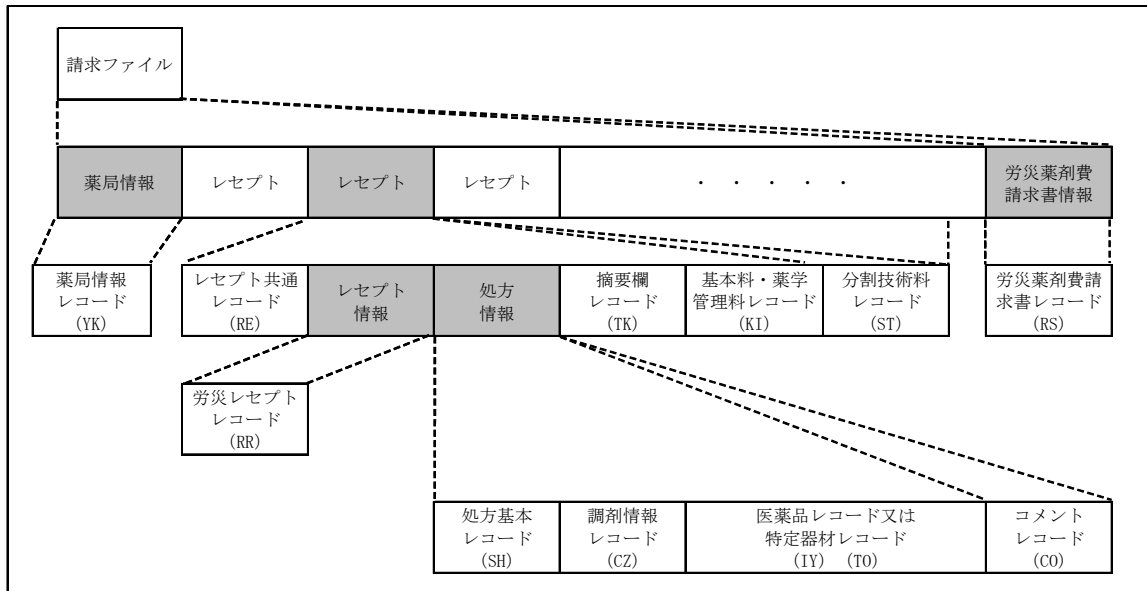 請求ファイル
薬局情報
レセプト
レセプト
レセプト
・ ・ ・ ・ ・
労災薬剤費
請求書情報
薬局情報
レコード
(YK)
レセプト共通
レコード
(RE)
レセプト
情報
処方
情報
摘要欄
レコード
(TK)
基本料・薬学
管理料レコード
(KI)
分割技術料
レコード
(ST)
労災薬剤費請
求書レコード
(RS)
労災レセプト
レコード
(RR)
処方基本
レコード
(SH)
調剤情報
レコード
(CZ)
医薬品レコード又は
特定器材レコード
(IY) (TO)
コメント
レコード
(CO)